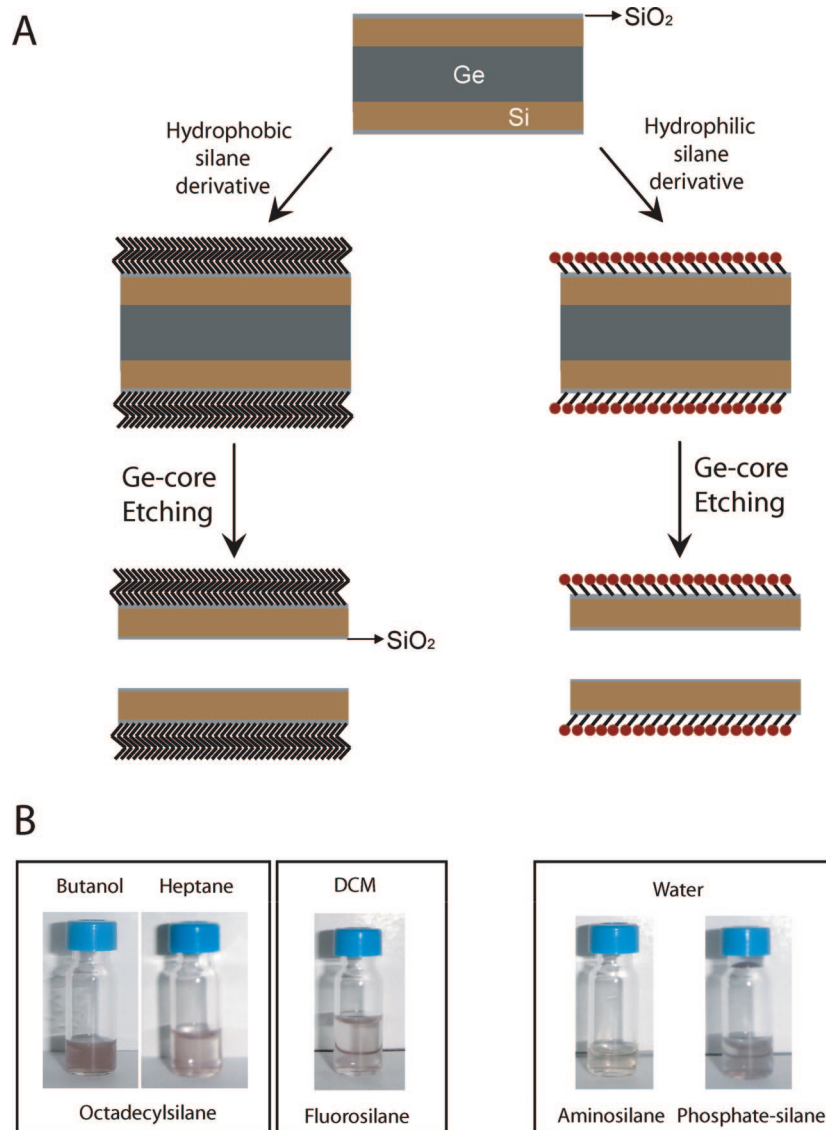 A
SiO₂
Ge
Si
Hydrophobic
silane
derivative
Hydrophilic
silane
derivative
Ge-core
Etching
Ge-core
Etching
SiO₂
B
Butanol Heptane
DCM
Water
Octadecylsilane
Fluorosilane
Aminosilane Phosphate-silane